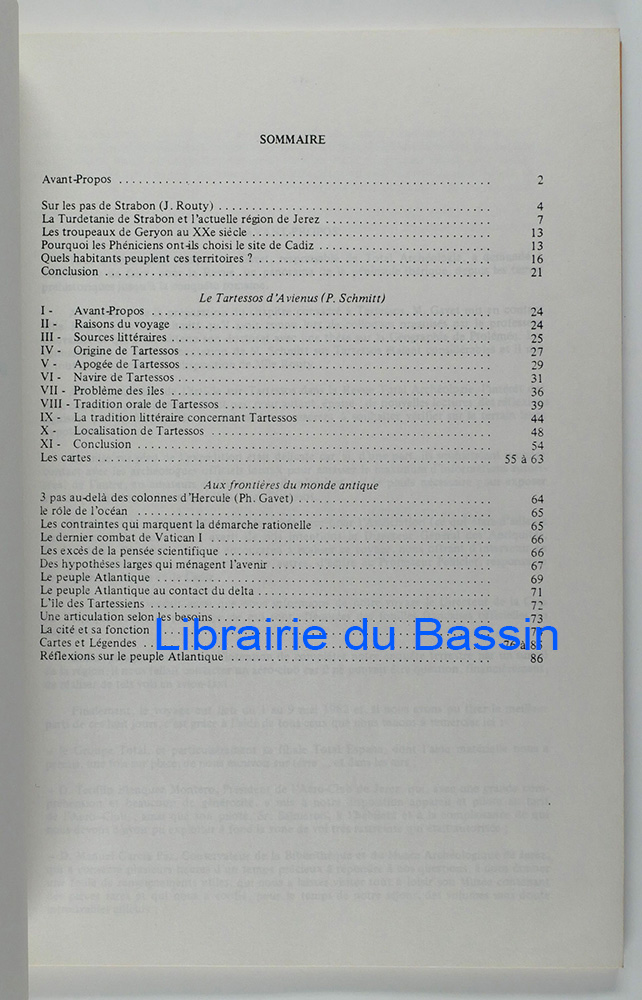 SOMMAIRE
Avant-Propos ........ 2
Sur les pas de Strabon (J. Routy) ........ 4
La Turdetanie de Strabon et l'actuelle région de Jerez ........ 7
Les troupeaux de Geryon au XXe siècle ........ 13
Pourquoi les Phéniciens ont-ils choisi le site de Cadiz ........ 13
Quels habitants peuplent ces territoires ? ........ 16
Conclusion ........ 21
Le Tartessos d'Avienus (P. Schmitt)
I - Avant-Propos ........ 24
II - Raisons du voyage ........ 24
III - Sources littéraires ........ 25
IV - Origine de Tartessos ........ 27
V - Apogée de Tartessos ........ 29
VI - Navire de Tartessos ........ 31
VII - Problème des îles ........ 36
VIII - Tradition orale de Tartessos ........ 39
IX - La tradition littéraire concernant Tartessos ........ 44
X - Localisation de Tartessos ........ 48
XI - Conclusion ........ 54
Les cartes ........ 55 à 63
Aux frontières du monde antique
3 pas au-delà des colonnes d'Hercule (Ph. Gavet) ........ 64
le rôle de l'océan ........ 65
Les contraintes qui marquent la démarche rationelle ........ 65
Le dernier combat de Vatican I ........ 66
Les excés de la pensée scientifique ........ 66
Des hypothéses larges qui ménagent l'avenir ........ 67
Le peuple Atlantique ........ 69
Le peuple Atlantique au contact du delta ........ 71
L'île des Tartessiens ........ 72
Une articulation selon les besoins ........ 73
La cité et sa fonction ........
Cartes et Légendes ........ 76 à 85
Réflexions sur le peuple Atlantique ........ 86
Librairie du Bassin